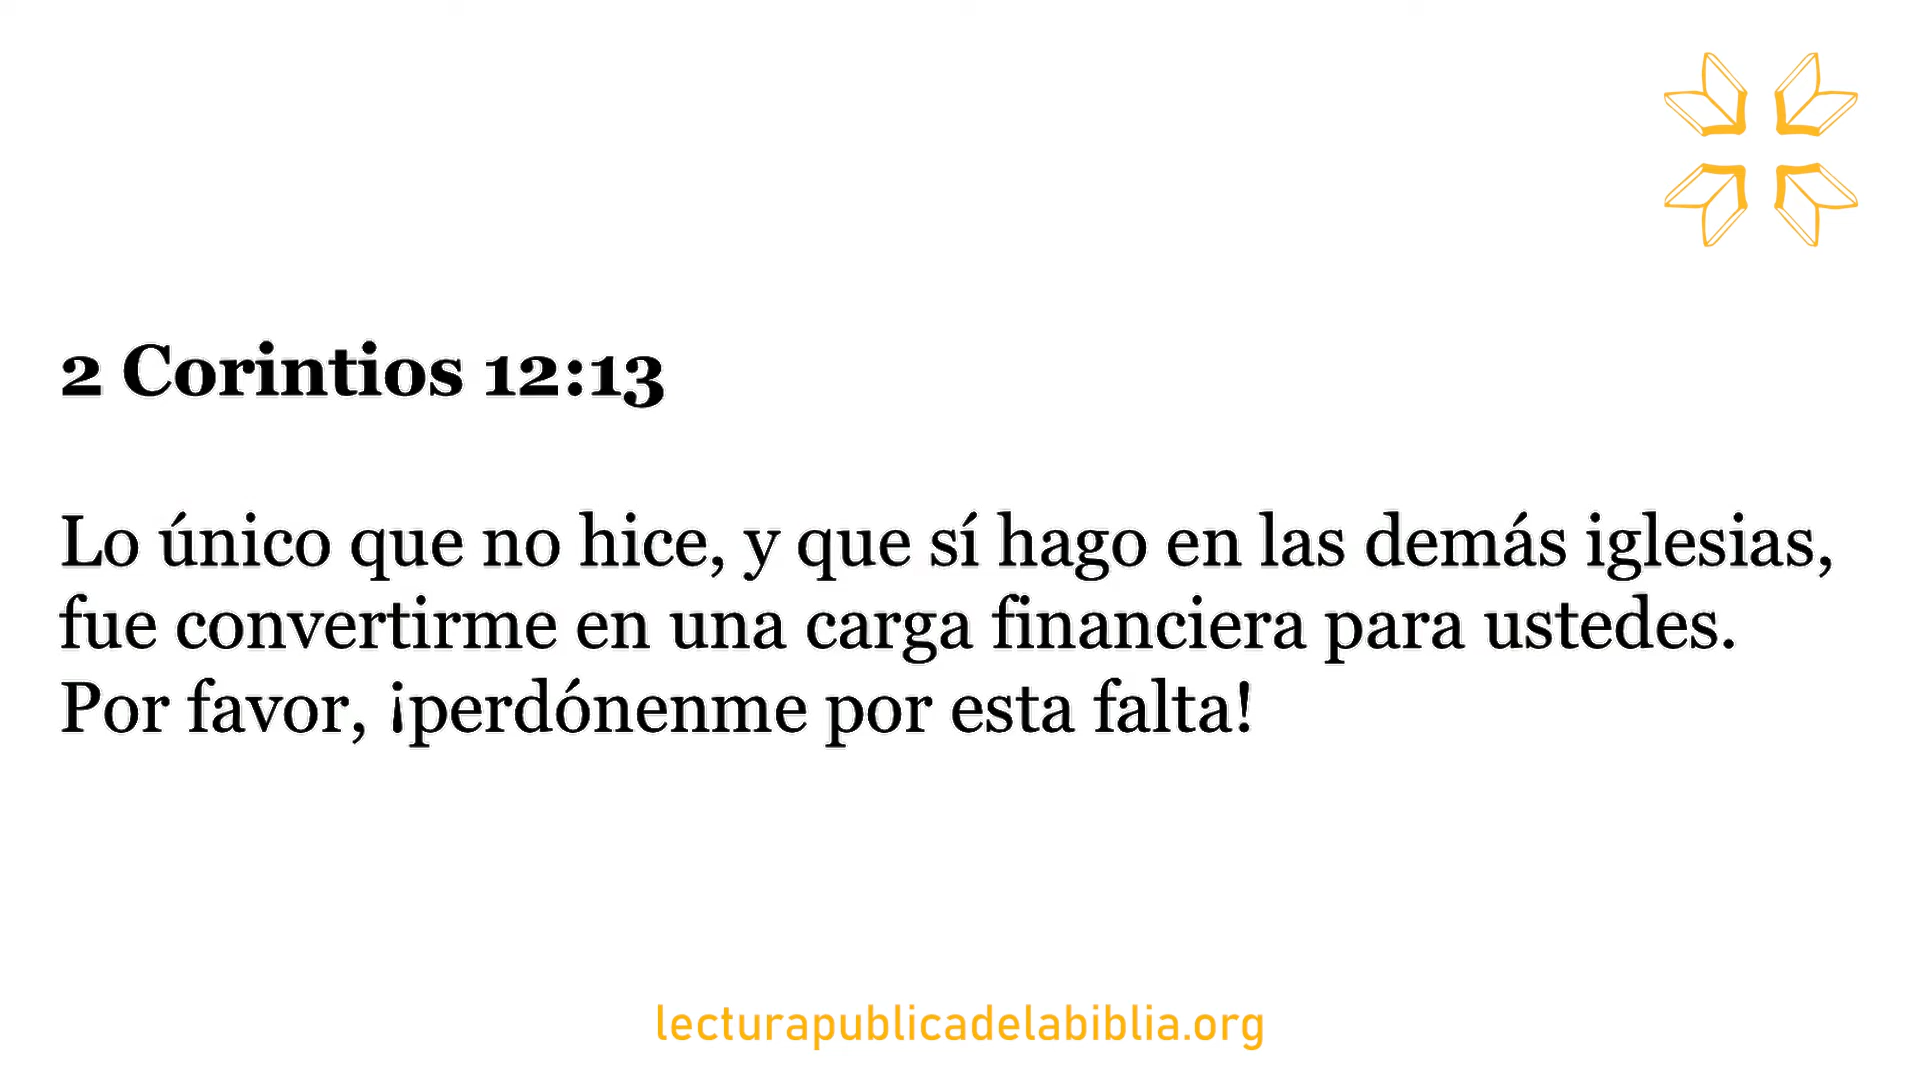 2 Corintios 12:13
Lo único que no hice, y que sí hago en las demás iglesias,
fue convertirme en una carga financiera para ustedes.
Por favor, ¡perdónenme por esta falta!
lecturapublicadelabiblia.org